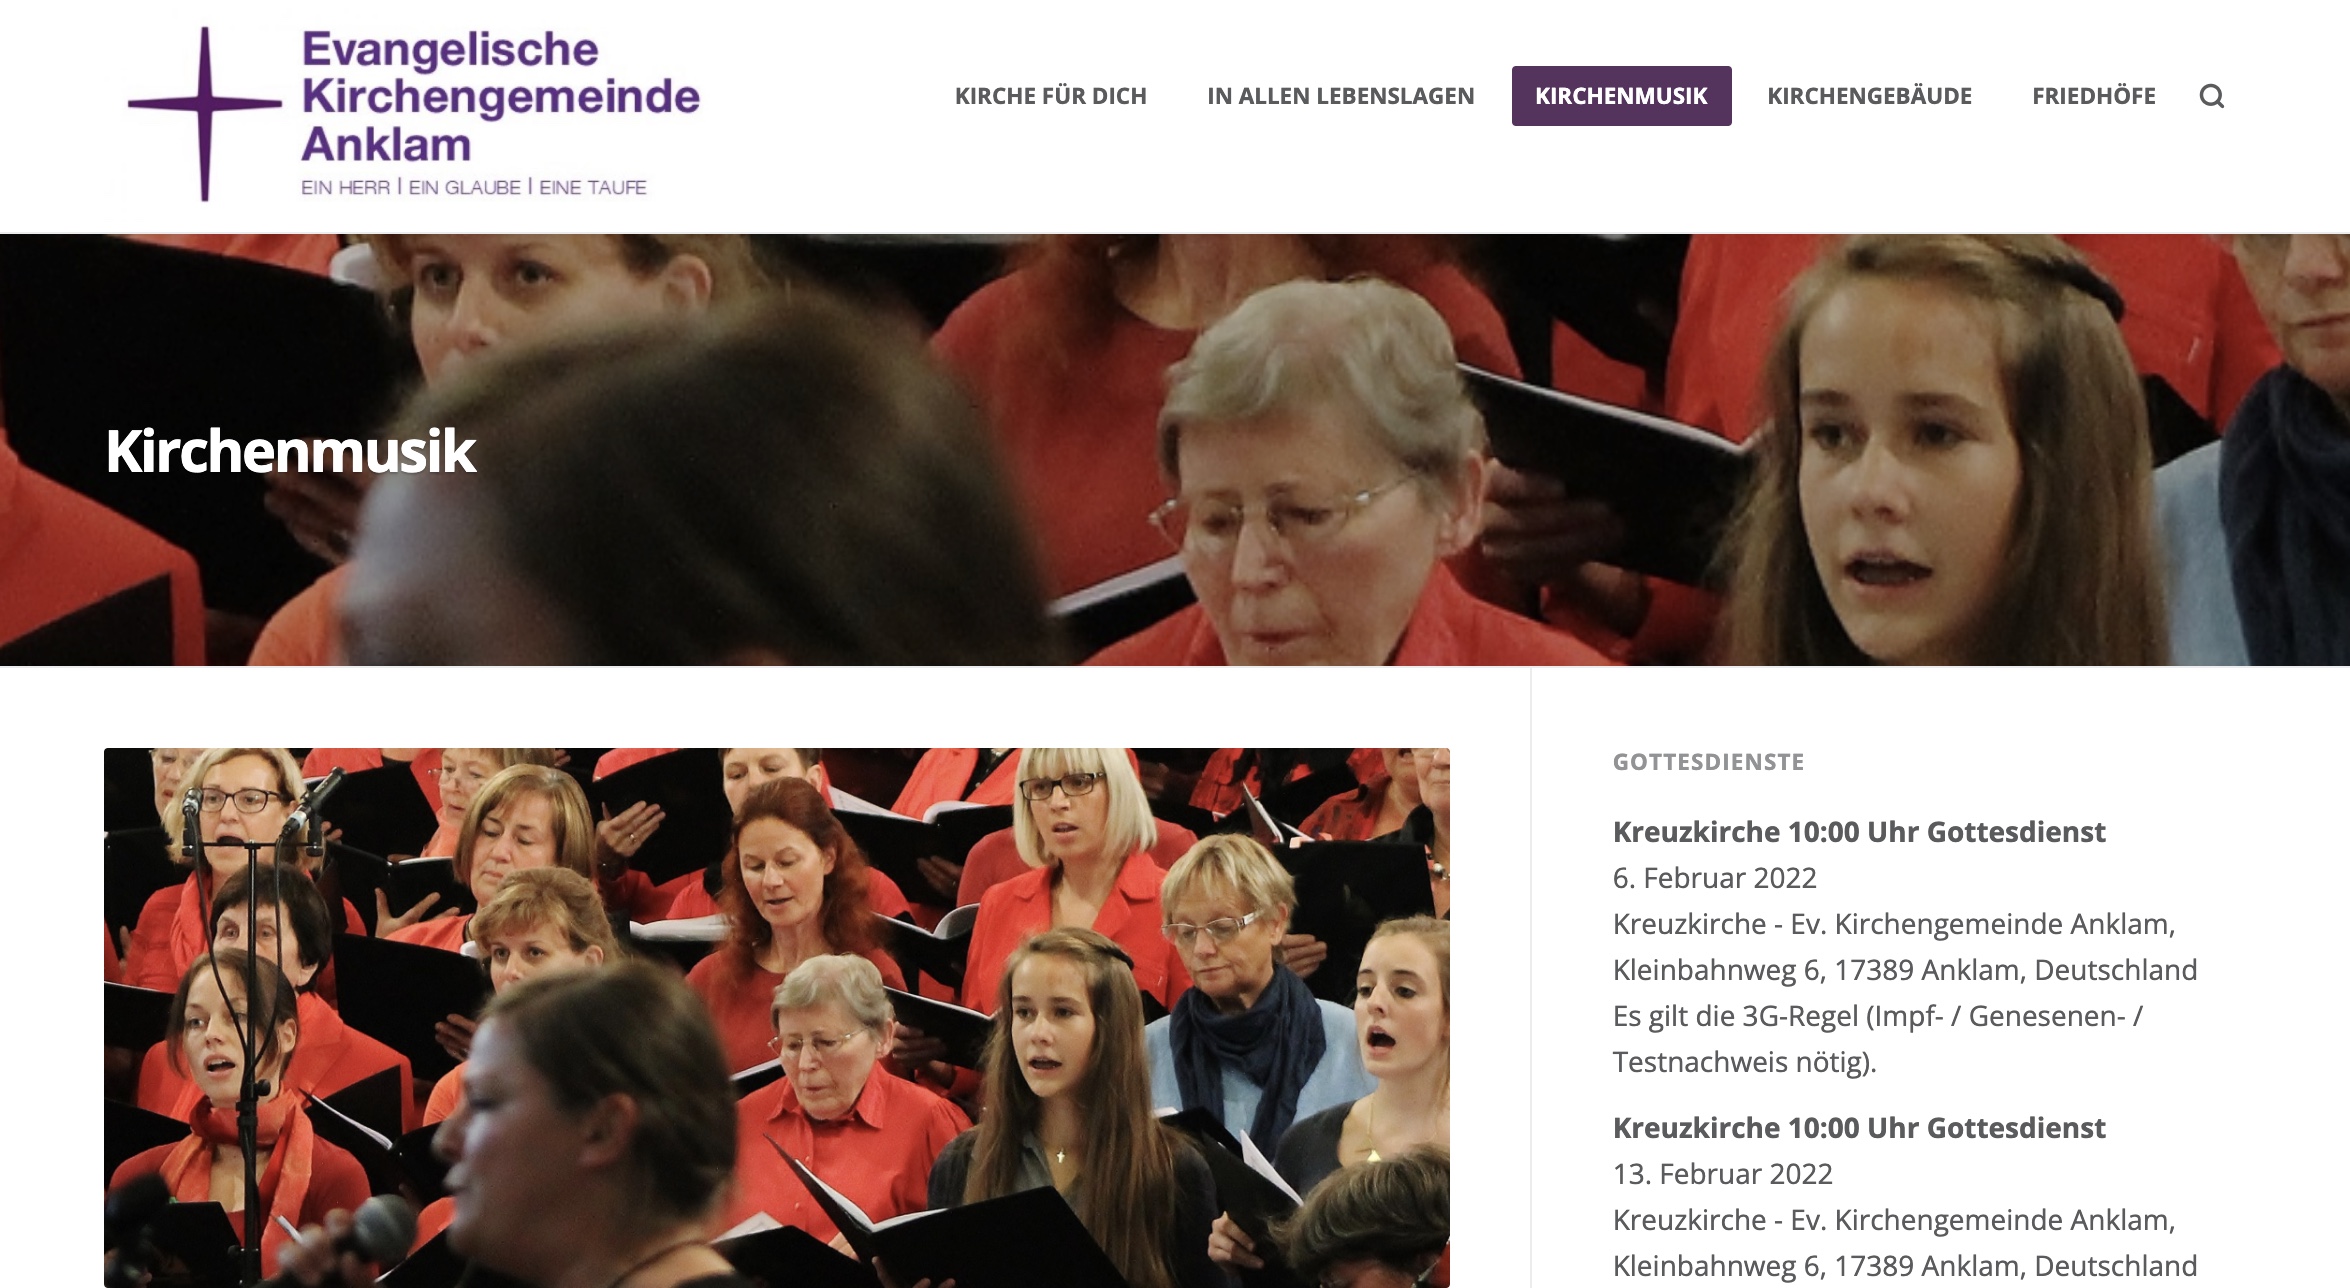 Evangelische
Kirchengemeinde
Anklam
EIN HERR | EIN GLAUBE | EINE TAUFE
KIRCHE FÜR DICH IN ALLEN LEBENSLAGEN KIRCHENMUSIK KIRCHENGEBÄUDE FRIEDHÖFE
Kirchenmusik
GOTTESDIENSTE
Kreuzkirche 10:00 Uhr Gottesdienst
6. Februar 2022
Kreuzkirche - Ev. Kirchengemeinde Anklam,
Kleinbahnweg 6, 17389 Anklam, Deutschland
Es gilt die 3G-Regel (Impf- / Genesenen- /
Testnachweis nötig).
Kreuzkirche 10:00 Uhr Gottesdienst
13. Februar 2022
Kreuzkirche - Ev. Kirchengemeinde Anklam,
Kleinbahnweg 6, 17389 Anklam, Deutschland